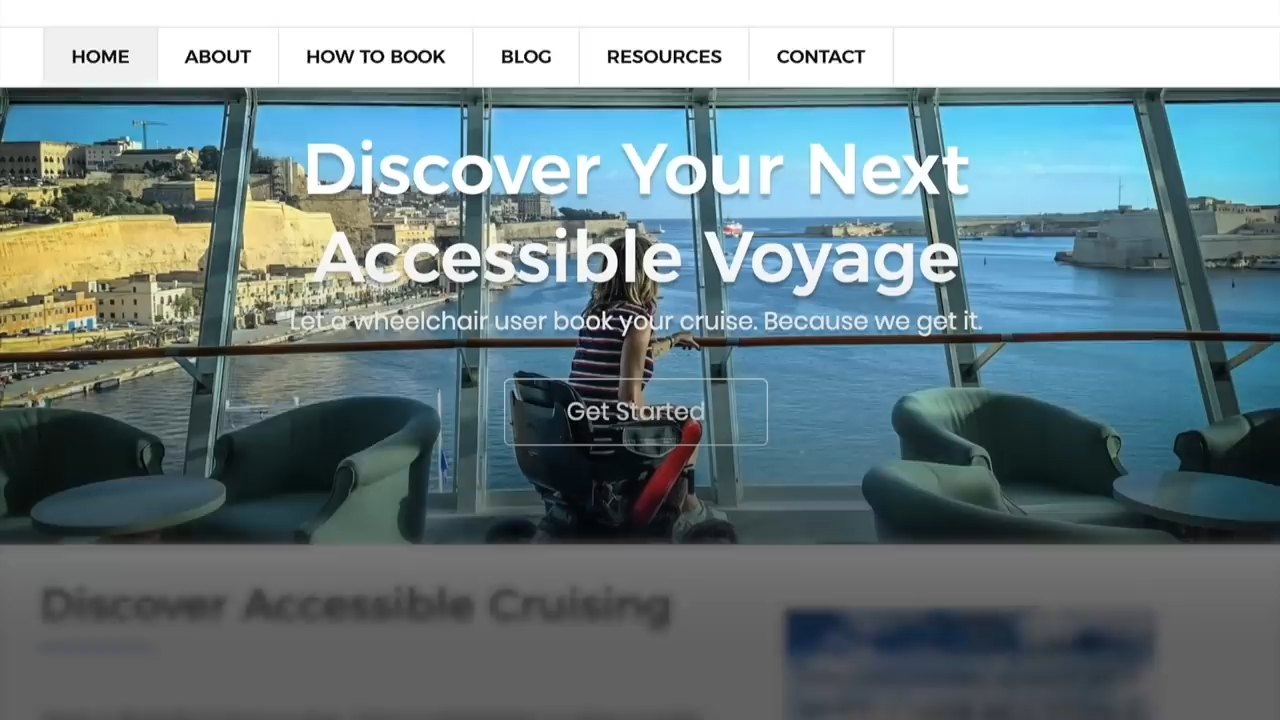 HOME ABOUT HOW TO BOOK BLOG RESOURCES CONTACT
Discover Your Next
Accessible Voyage
Let a wheelchair user book your cruise. Because we get it.
Get Started
Discover Accessible Cruising